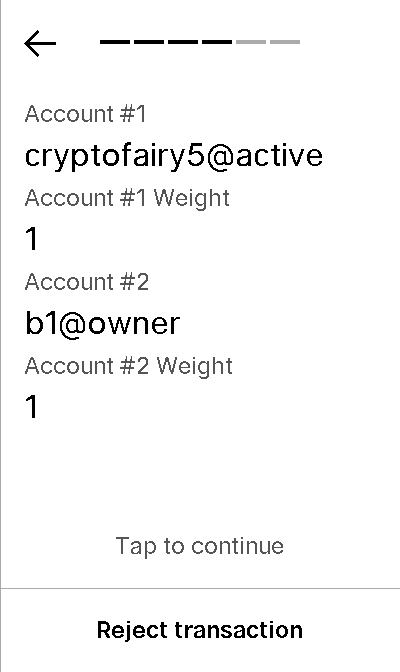 Account #1
cryptofairy5@active
Account #1 Weight
1
Account #2
b1@owner
Account #2 Weight
1
Tap to continue
Reject transaction